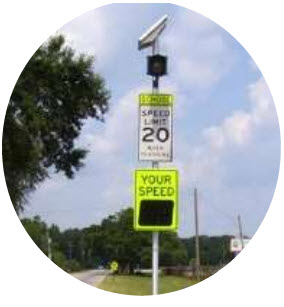 SCHOOL
SPEED
LIMIT
20
WHEN
FLASHING
YOUR
SPEED